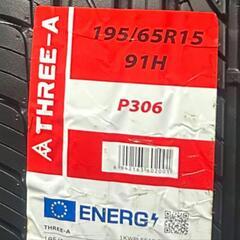 THREE-A
195/65R15
91H
P306
ENERG
THREE-A